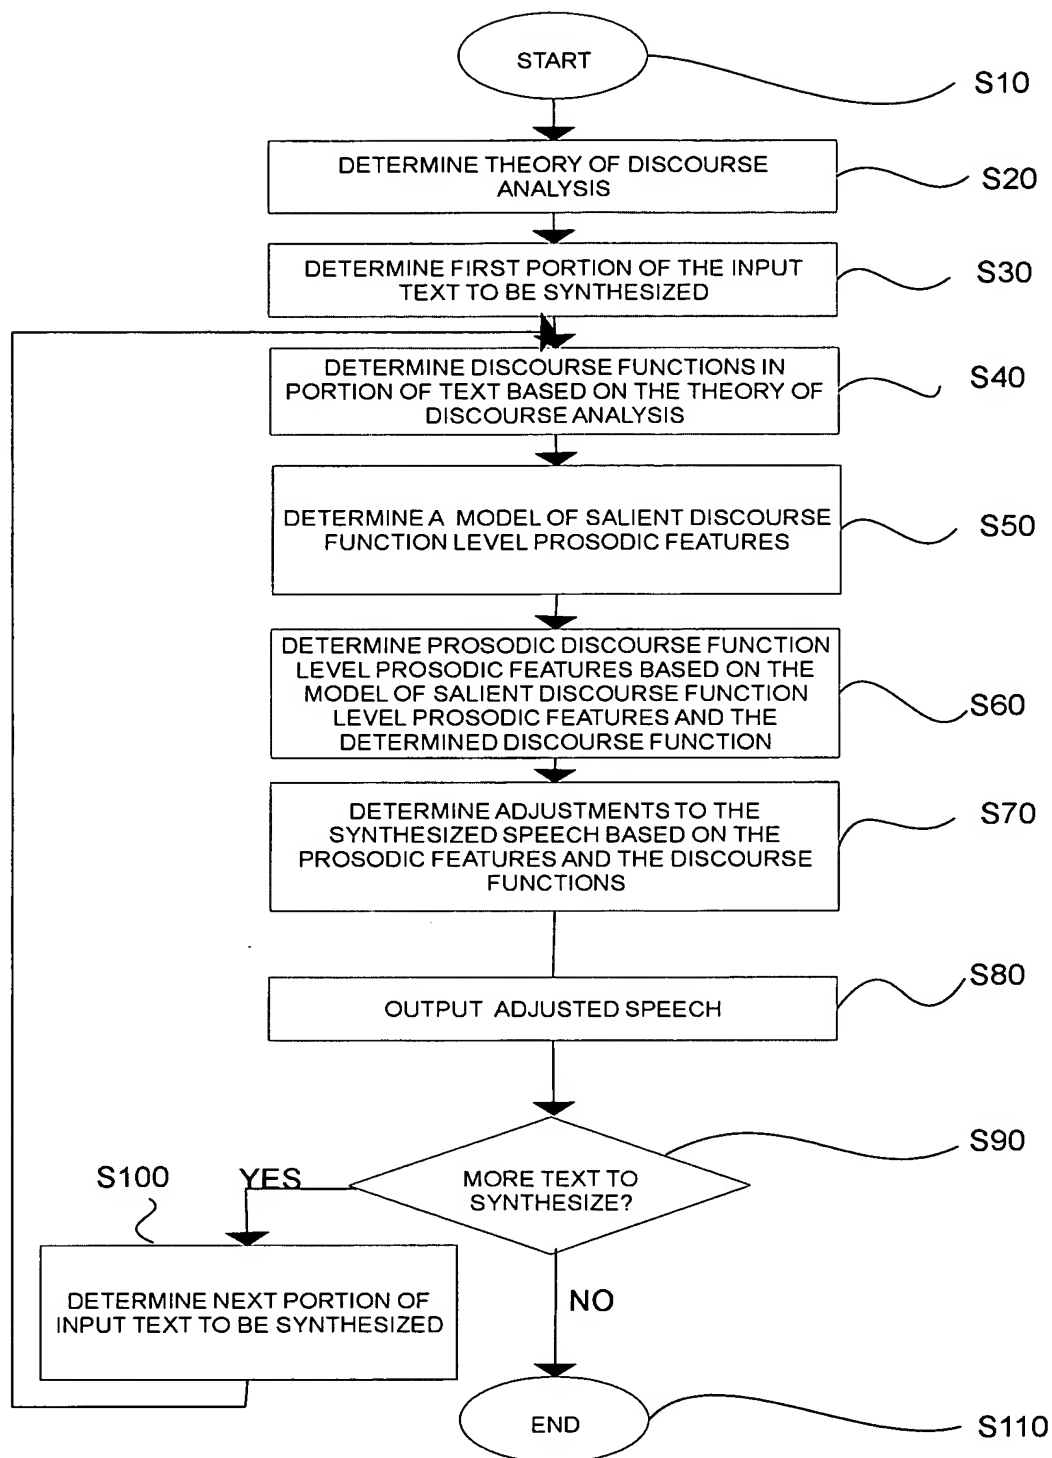 START
S10
DETERMINE THEORY OF DISCOURSE
ANALYSIS
S20
DETERMINE FIRST PORTION OF THE INPUT
TEXT TO BE SYNTHESIZED
S30
DETERMINE DISCOURSE FUNCTIONS IN
PORTION OF TEXT BASED ON THE THEORY OF
DISCOURSE ANALYSIS
S40
DETERMINE A MODEL OF SALIENT DISCOURSE
FUNCTION LEVEL PROSODIC FEATURES
S50
DETERMINE PROSODIC DISCOURSE FUNCTION
LEVEL PROSODIC FEATURES BASED ON THE
MODEL OF SALIENT DISCOURSE FUNCTION
LEVEL PROSODIC FEATURES AND THE
DETERMINED DISCOURSE FUNCTION
S60
DETERMINE ADJUSTMENTS TO THE
SYNTHESIZED SPEECH BASED ON THE
PROSODIC FEATURES AND THE DISCOURSE
FUNCTIONS
S70
OUTPUT ADJUSTED SPEECH
S80
MORE TEXT TO
SYNTHESIZE?
S90
YES
S100
DETERMINE NEXT PORTION OF
INPUT TEXT TO BE SYNTHESIZED
NO
END
S110